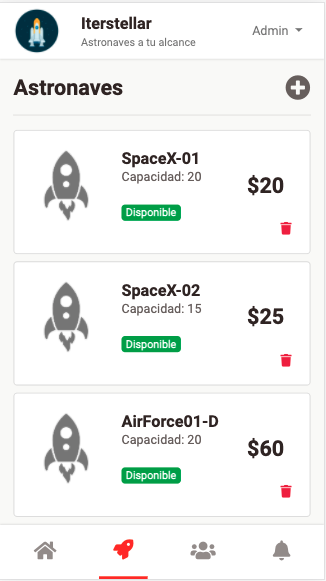 Iterstellar
Admin
Astronaves a tu alcance
Astronaves
SpaceX-01
Capacidad: 20
$20
Disponible
SpaceX-02
Capacidad: 15
$25
Disponible
AirForce01-D
Capacidad: 20
$60
Disponible